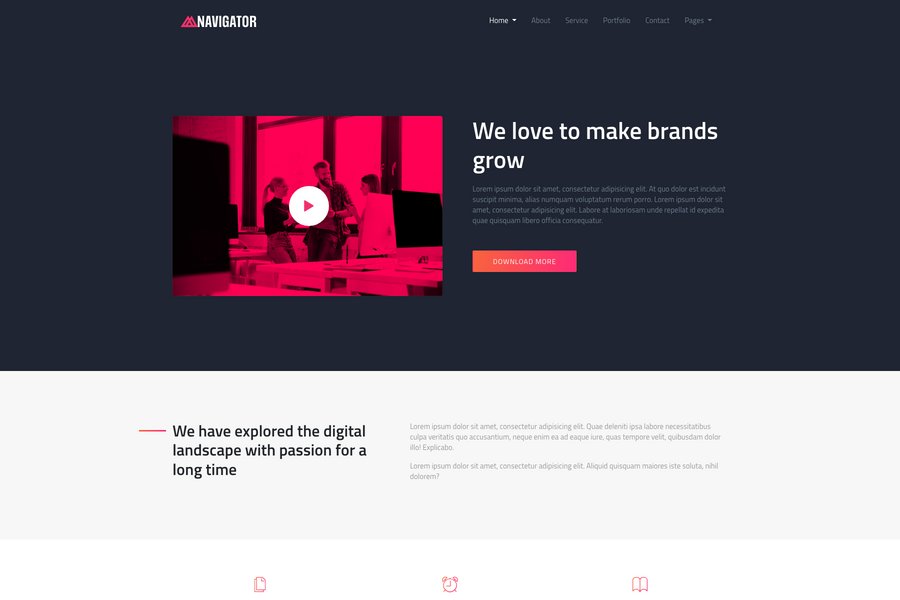 NAVIGATOR
Home About Service Portfolio Contact Pages
We love to make brands
grow
Lorem ipsum dolor sit amet, consectetur adipisicing elit. At quo dolor est incidunt
suscipit minima, alias numquam voluptatum rerum porro. Lorem ipsum dolor sit
amet, consectetur adipisicing elit. Labore at laboriosam unde repellat id expedita
quae quisquam libero officia consequatur.
DOWNLOAD MORE
We have explored the digital
landscape with passion for a
long time
Lorem ipsum dolor sit amet, consectetur adipisicing elit. Quae deleniti ipsa labore necessitatibus
culpa veritatis quo accusantium, neque enim ea ad eaque iure, quas tempore velit, quibusdam dolor
illo! Explicabo.
Lorem ipsum dolor sit amet, consectetur adipisicing elit. Aliquid quisquam maiores iste soluta, nihil
dolorem?